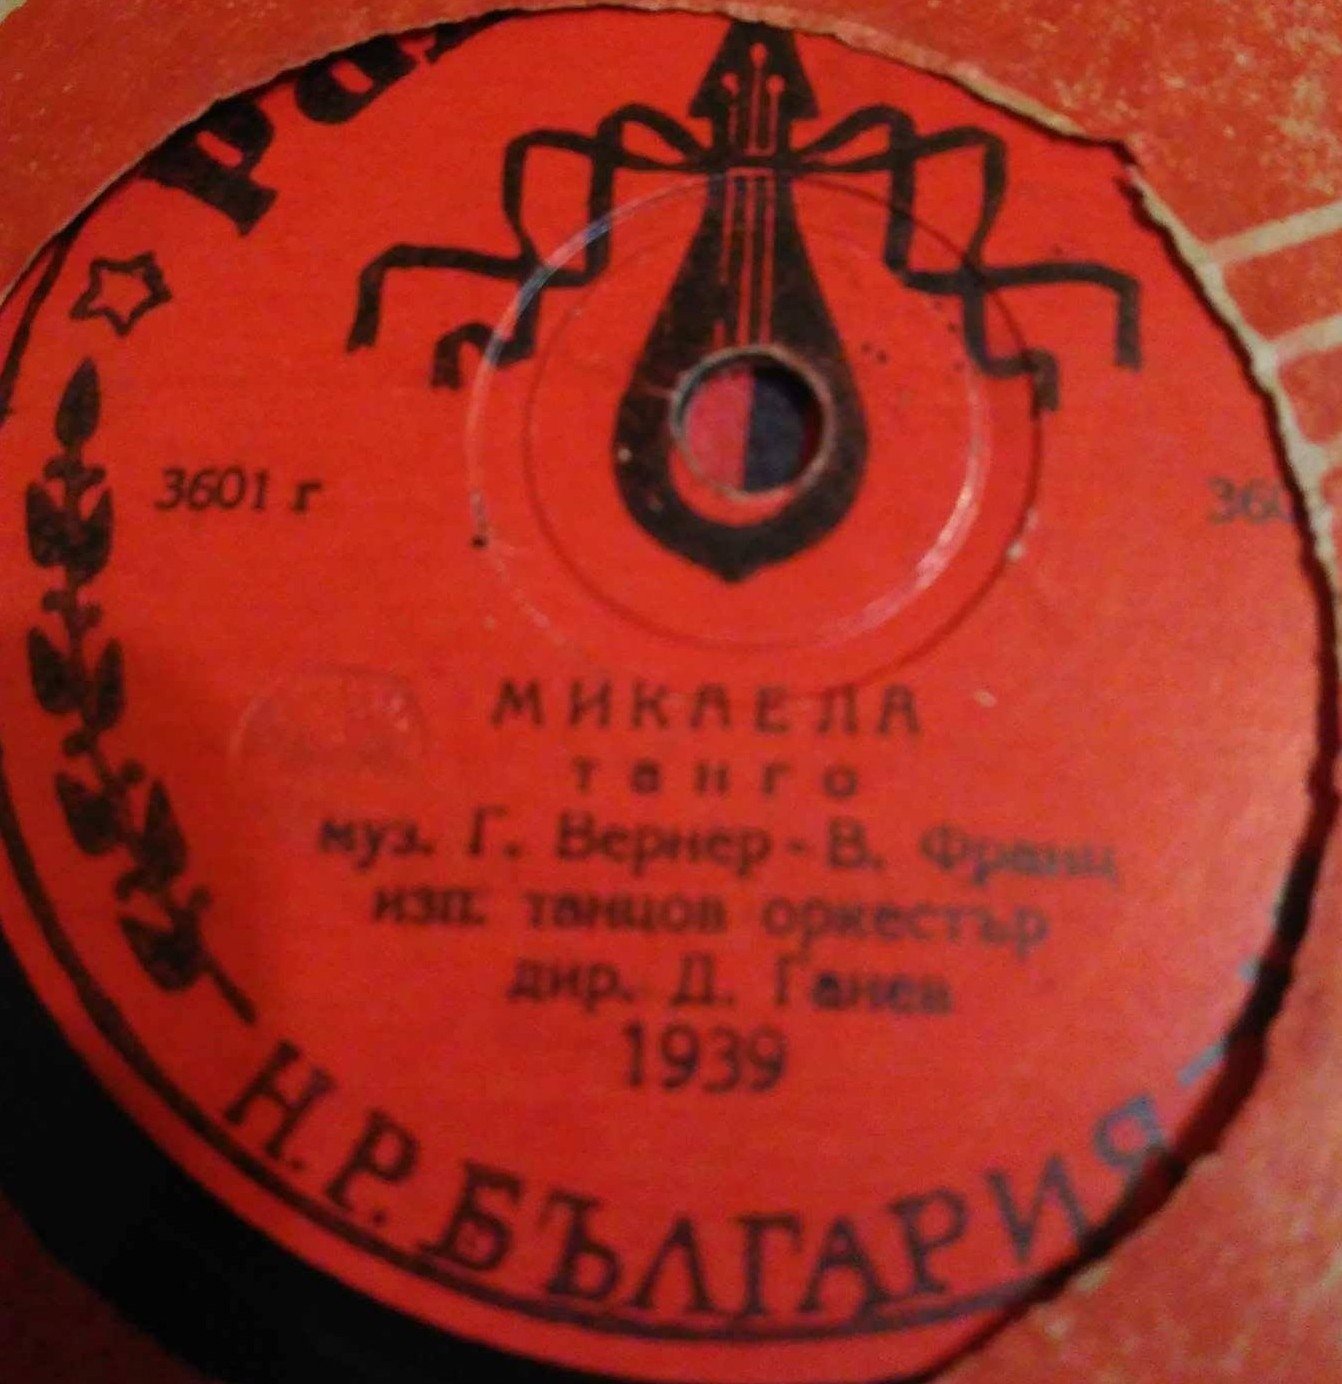 3601 г
МИКАЕЛА
танго
муз. Г. Вернер - В. Франц
изп. танцов оркестър
дир. Д. Ганев
1939
Н.Р. БЪЛГАРИЯ